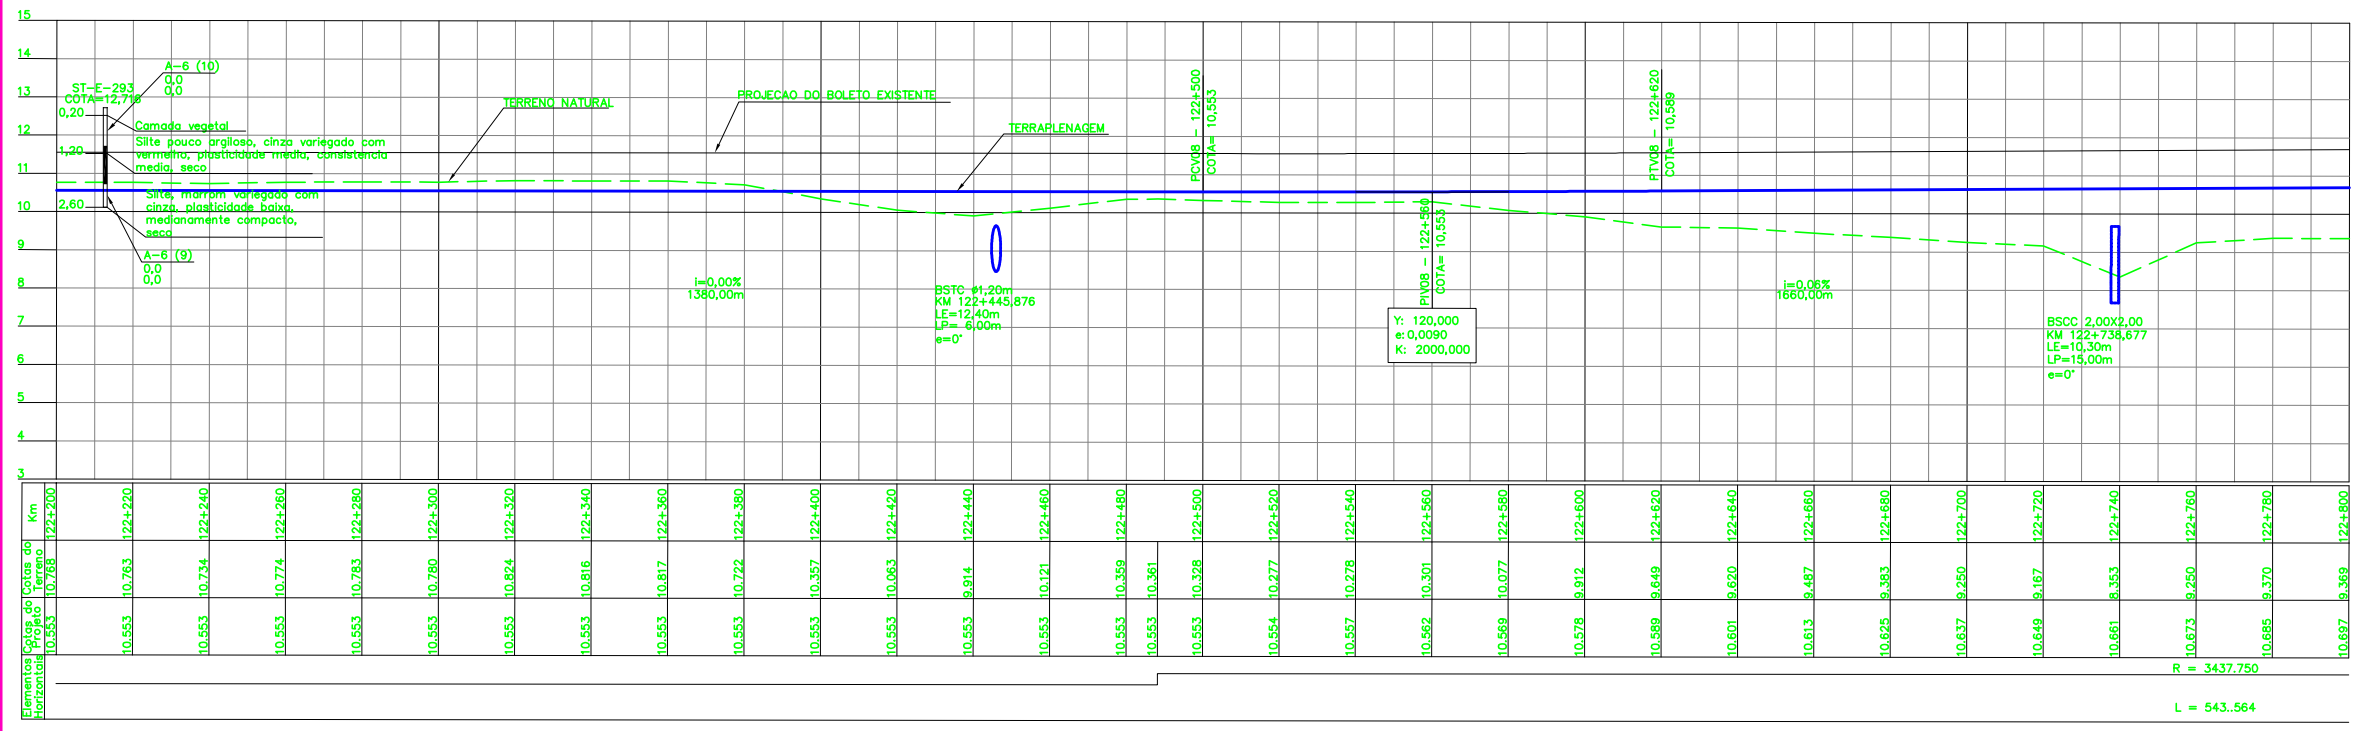 15
14
13
12
11
10
9
8
7
6
5
4
3
ST-E-293
COTA=12,716
0,20
1,20
2,60
A-6 (10)
0,0
0,0
Camada vegetal
Silte pouco argiloso, cinza variegado com
vermelho, plasticidade media, consistencia
media, seco
Silte, marrom variegado com
cinza, plasticidade baixa,
medianamente compacto,
seco
A-6 (9)
0,0
0,0
TERRENO NATURAL
PROJECAO DO BOLETO EXISTENTE
TERRAPLENAGEM
i=0,00%
1380,00m
BSTC Ø1,20m
KM 122+445,876
LE=12,40m
LP= 6,00m
e=0°
PCV08 - 122+500
COTA= 10,553
PIV08 - 122+560
COTA= 10,553
Y: 120,000
e: 0,0090
K: 2000,000
PTV08 - 122+620
COTA= 10,589
i=0,06%
1660,00m
BSCC 2,00X2,00
KM 122+738,677
LE=10,30m
LP=15,00m
e=0°
Km
122+200 122+220 122+240 122+260 122+280 122+300 122+320 122+340 122+360 122+380 122+400 122+420 122+440 122+460 122+480 122+500 122+520 122+540 122+560 122+580 122+600 122+620 122+640 122+660 122+680 122+700 122+720 122+740 122+760 122+780 122+800
Cotas do
Terreno
10.768 10.763 10.734 10.774 10.783 10.780 10.824 10.816 10.817 10.722 10.357 10.063 9.914 10.121 10.359 10.361 10.328 10.277 10.278 10.301 10.077 9.912 9.649 9.620 9.487 9.383 9.250 9.167 8.353 9.250 9.370 9.369
Cotas do
Projeto
10.553 10.553 10.553 10.553 10.553 10.553 10.553 10.553 10.553 10.553 10.553 10.553 10.553 10.553 10.553 10.553 10.553 10.554 10.557 10.562 10.569 10.578 10.589 10.601 10.613 10.625 10.637 10.649 10.661 10.673 10.685 10.697
Elementos
Horizontais
R = 3437.750
L = 543..564